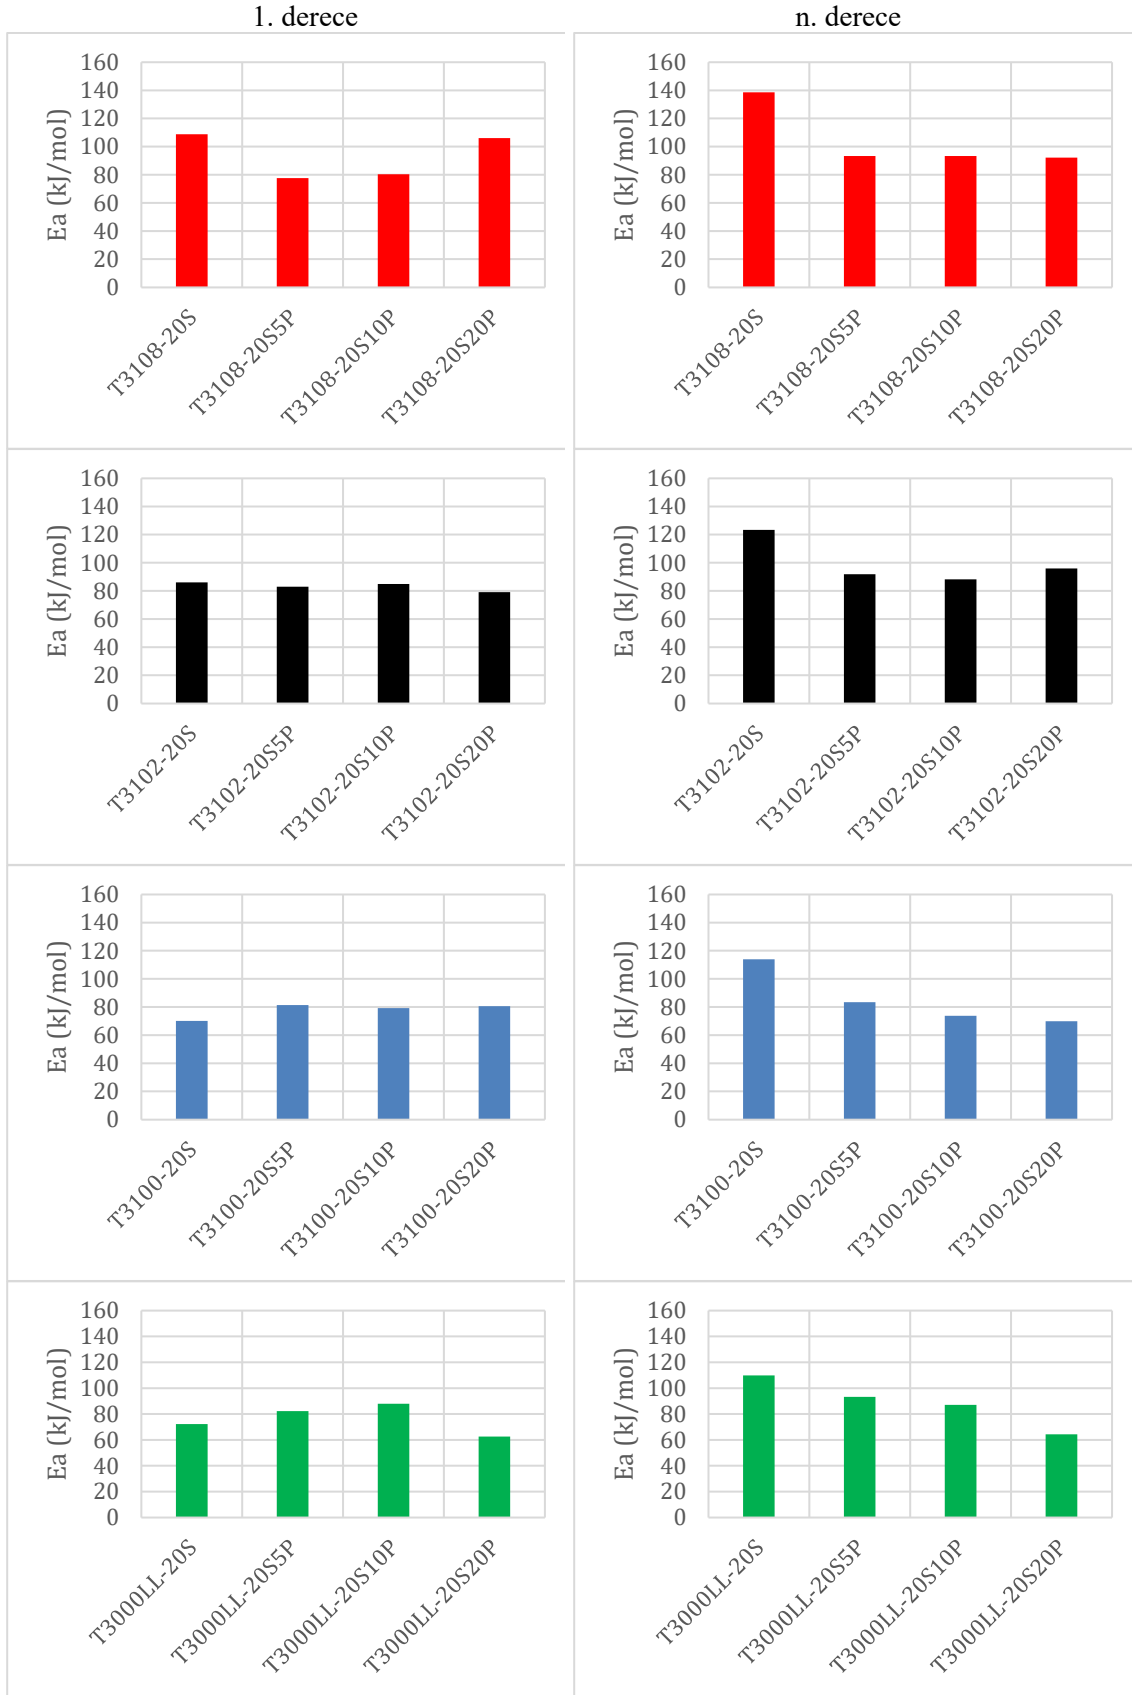 1. derece
n. derece
160
140
120
100
80
60
40
20
0
Ea (kJ/mol)
T3108-20S
T3108-20S5P
T3108-20S10P
T3108-20S20P
160
140
120
100
80
60
40
20
0
Ea (kJ/mol)
T3108-20S
T3108-20S5P
T3108-20S10P
T3108-20S20P
160
140
120
100
80
60
40
20
0
Ea (kJ/mol)
T3102-20S
T3102-20S5P
T3102-20S10P
T3102-20S20P
160
140
120
100
80
60
40
20
0
Ea (kJ/mol)
T3102-20S
T3102-20S5P
T3102-20S10P
T3102-20S20P
160
140
120
100
80
60
40
20
0
Ea (kJ/mol)
T3100-20S
T3100-20S5P
T3100-20S10P
T3100-20S20P
160
140
120
100
80
60
40
20
0
Ea (kJ/mol)
T3100-20S
T3100-20S5P
T3100-20S10P
T3100-20S20P
160
140
120
100
80
60
40
20
0
Ea (kJ/mol)
T3000LL-20S
T3000LL-20S5P
T3000LL-20S10P
T3000LL-20S20P
160
140
120
100
80
60
40
20
0
Ea (kJ/mol)
T3000LL-20S
T3000LL-20S5P
T3000LL-20S10P
T3000LL-20S20P